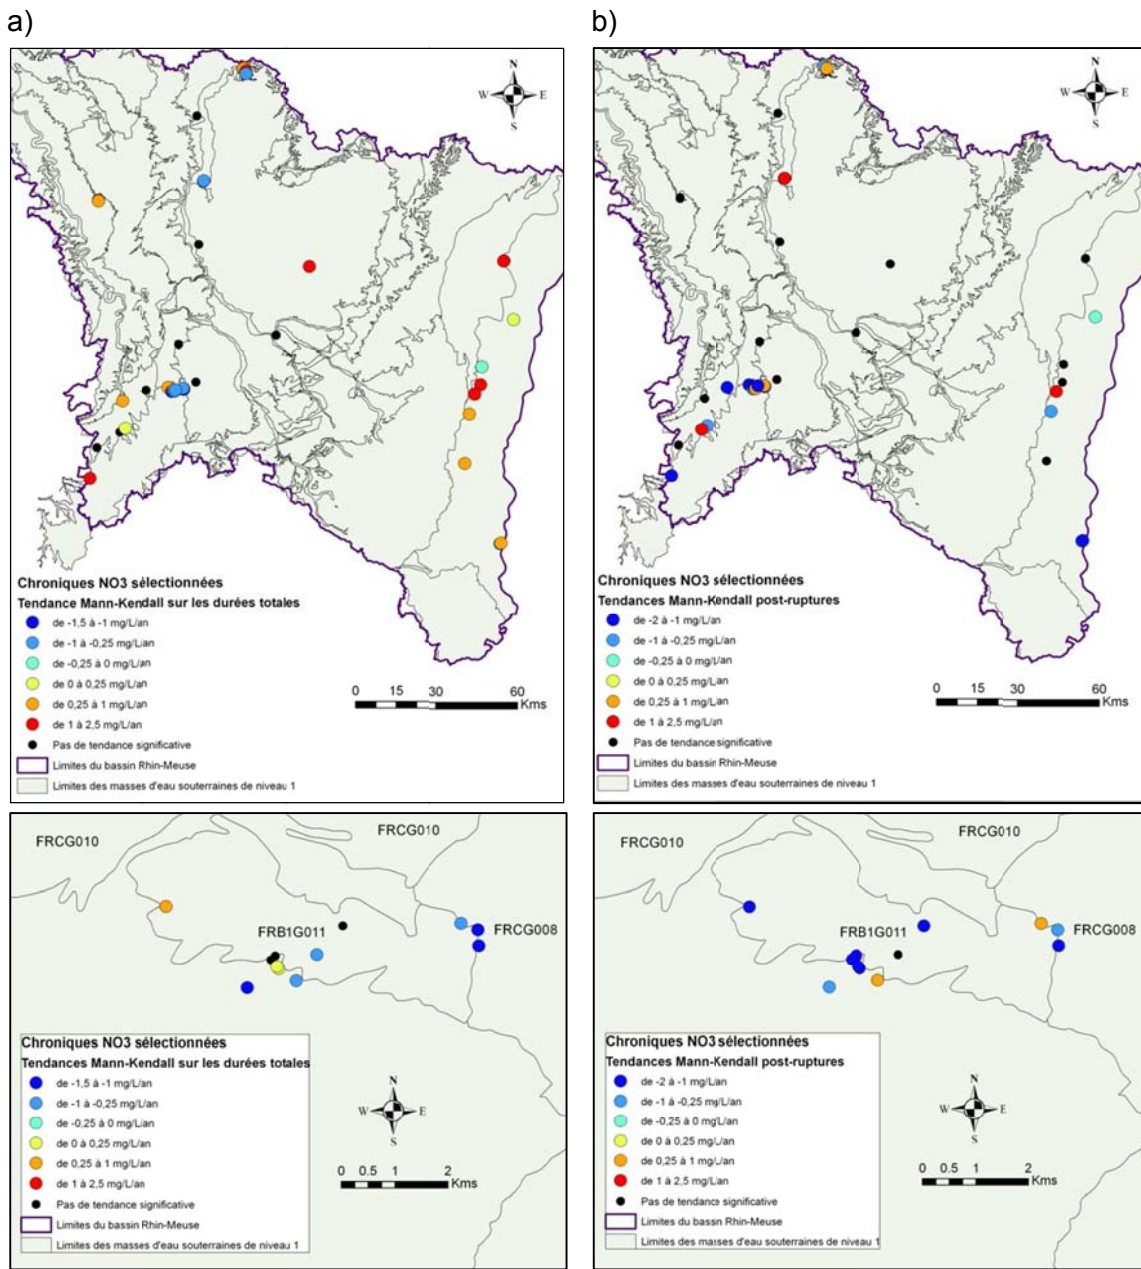 a)
b)
N
W E
S
Chroniques NO3 sélectionnées
Tendance Mann-Kendall sur les durées totales
de -1,5 à -1 mg/L/an
de -1 à -0,25 mg/L/an
de -0,25 à 0 mg/L/an
de 0 à 0,25 mg/L/an
de 0,25 à 1 mg/L/an
de 1 à 2,5 mg/L/an
Pas de tendance significative
Limites du bassin Rhin-Meuse
Limites des masses d'eau souterraines de niveau 1
0 15 30 60
Kms
N
W E
S
Chroniques NO3 sélectionnées
Tendances Mann-Kendall post-ruptures
de -2 à -1 mg/L/an
de -1 à -0,25 mg/L/an
de -0,25 à 0 mg/L/an
de 0 à 0,25 mg/L/an
de 0,25 à 1 mg/L/an
de 1 à 2,5 mg/L/an
Pas de tendance significative
Limites du bassin Rhin-Meuse
Limites des masses d'eau souterraines de niveau 1
0 15 30 60
Kms
FRCG010
FRCG010
FRB1G011
FRCG008
Chroniques NO3 sélectionnées
Tendances Mann-Kendall sur les durées totales
de -1,5 à -1 mg/L/an
de -1 à -0,25 mg/L/an
de -0,25 à 0 mg/L/an
de 0 à 0,25 mg/L/an
de 0,25 à 1 mg/L/an
de 1 à 2,5 mg/L/an
Pas de tendance significative
Limites du bassin Rhin-Meuse
Limites des masses d'eau souterraines de niveau 1
N
W E
S
0 0.5 1 2
Kms
FRCG010
FRCG010
FRB1G011
FRCG008
Chroniques NO3 sélectionnées
Tendances Mann-Kendall post-ruptures
de -2 à -1 mg/L/an
de -1 à -0,25 mg/L/an
de -0,25 à 0 mg/L/an
de 0 à 0,25 mg/L/an
de 0,25 à 1 mg/L/an
de 1 à 2,5 mg/L/an
Pas de tendance significative
Limites du bassin Rhin-Meuse
Limites des masses d'eau souterraines de niveau 1
N
W E
S
0 0.5 1 2
Kms